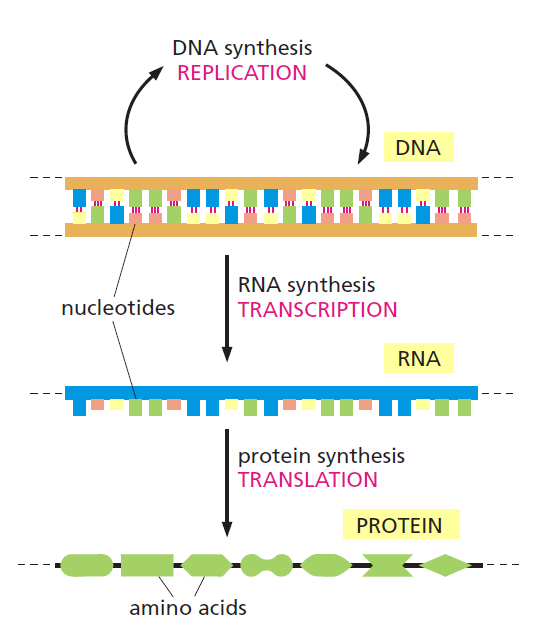 DNA synthesis
REPLICATION
DNA
RNA synthesis
nucleotides
TRANSCRIPTION
RNA
protein synthesis
TRANSLATION
PROTEIN
amino acids